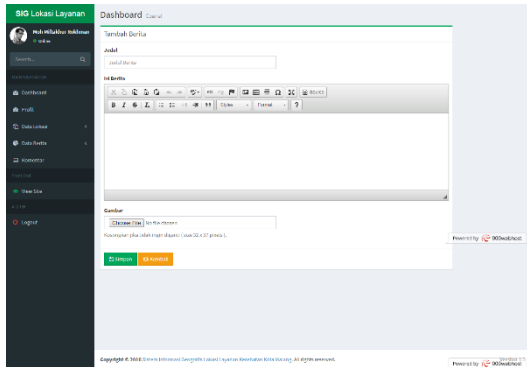 SIG Lokasi Layanan
Dashboard
Moh Miftakhur Rokhman
Online
Search...
Dashboard
Profil
Data Lokasi
Data Berita
Komentar
View Site
Logout
Tambah Berita
Judul
Judul Berita
Isi Berita
Styles
Format
?
Gambar
Choose File No file chosen
Simpan
Kembali
Powered by 000webhost
Copyright © 2018 Sistem Informasi Geografis Lokasi Layanan Kesehatan Kota Malang. All rights reserved.
Powered by 000webhost